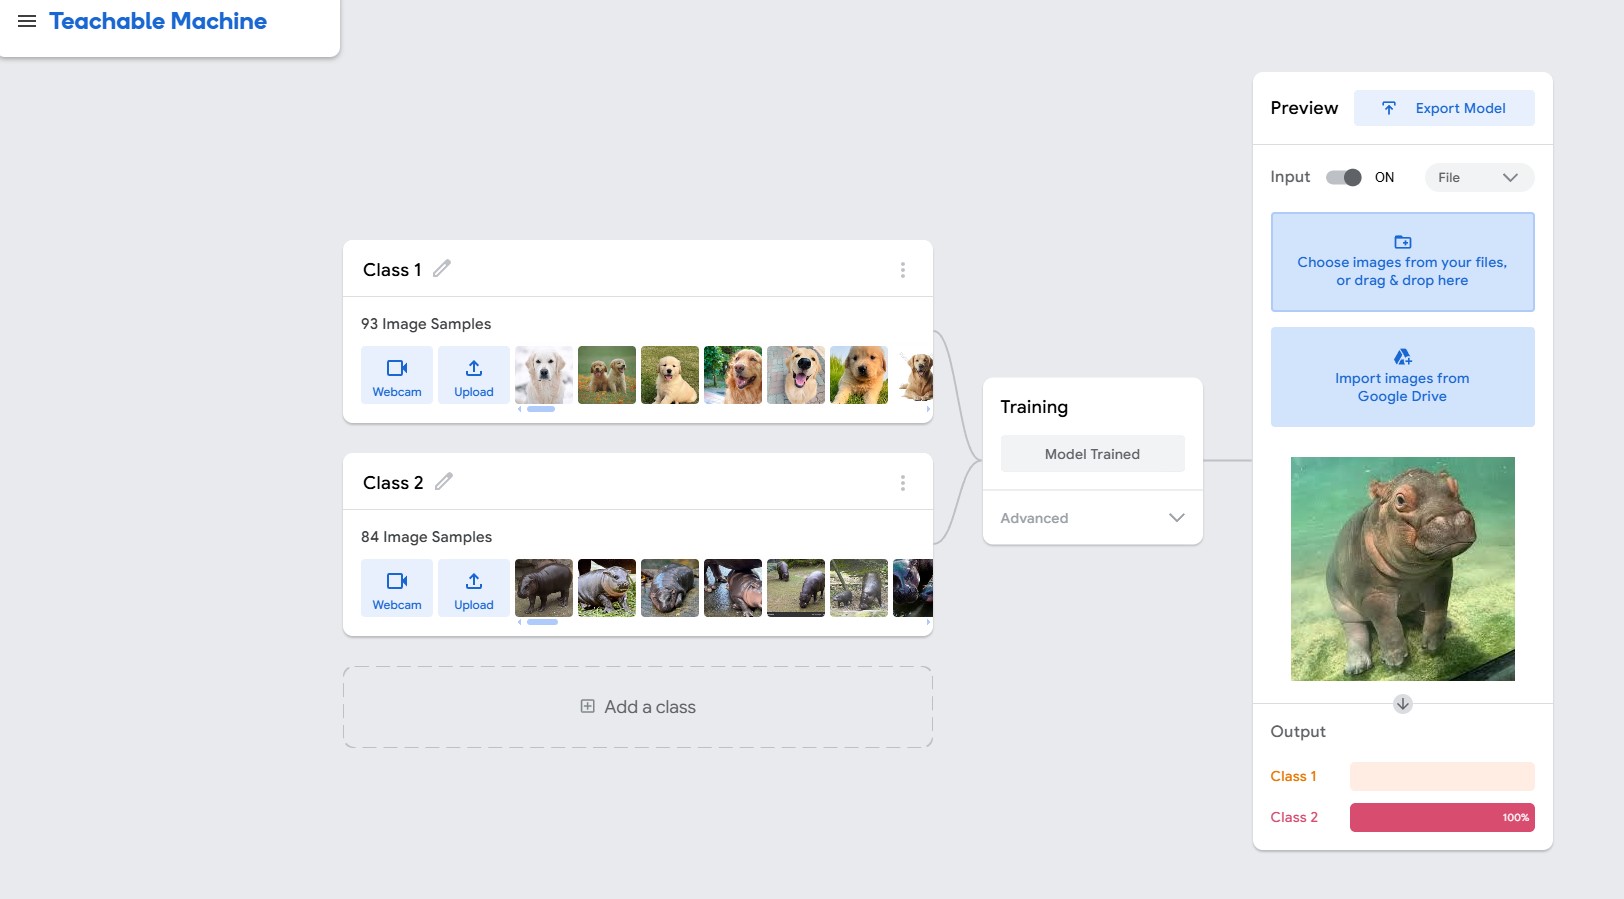 Teachable Machine
Preview
Export Model
Input
ON
File
Choose images from your files,
or drag & drop here
Import images from
Google Drive
Class 1
93 Image Samples
Webcam
Upload
Class 2
84 Image Samples
Webcam
Upload
Add a class
Training
Model Trained
Advanced
Output
Class 1
Class 2
100%